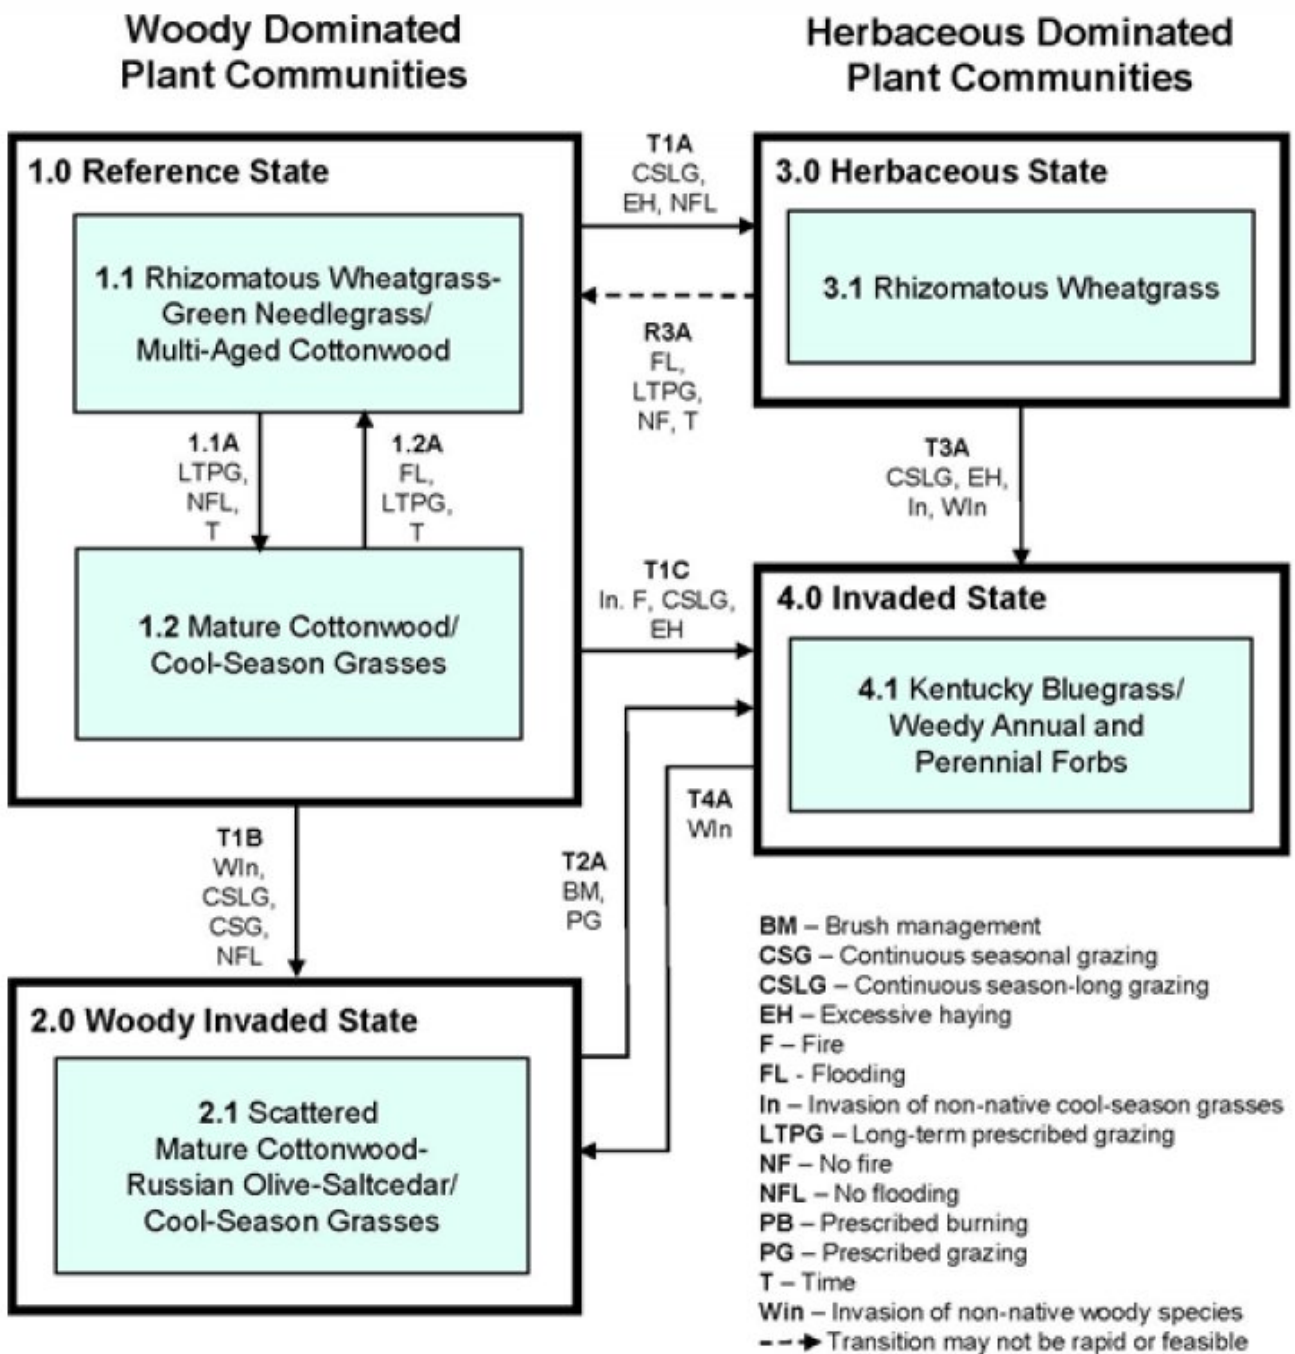 Woody Dominated
Plant Communities
Herbaceous Dominated
Plant Communities
1.0 Reference State
1.1 Rhizomatous Wheatgrass-
Green Needlegrass/
Multi-Aged Cottonwood
1.1A
LTPG,
NFL,
T
1.2A
FL,
LTPG,
T
1.2 Mature Cottonwood/
Cool-Season Grasses
T1A
CSLG,
EH, NFL
R3A
FL,
LTPG,
NF, T
3.0 Herbaceous State
3.1 Rhizomatous Wheatgrass
T3A
CSLG, EH,
In, WIn
T1C
In. F, CSLG,
EH
4.0 Invaded State
4.1 Kentucky Bluegrass/
Weedy Annual and
Perennial Forbs
T1B
WIn,
CSLG,
CSG,
NFL
T2A
BM,
PG
T4A
WIn
2.0 Woody Invaded State
2.1 Scattered
Mature Cottonwood-
Russian Olive-Saltcedar/
Cool-Season Grasses
BM – Brush management
CSG – Continuous seasonal grazing
CSLG – Continuous season-long grazing
EH – Excessive haying
F – Fire
FL - Flooding
In – Invasion of non-native cool-season grasses
LTPG – Long-term prescribed grazing
NF – No fire
NFL – No flooding
PB – Prescribed burning
PG – Prescribed grazing
T – Time
Win – Invasion of non-native woody species
Transition may not be rapid or feasible